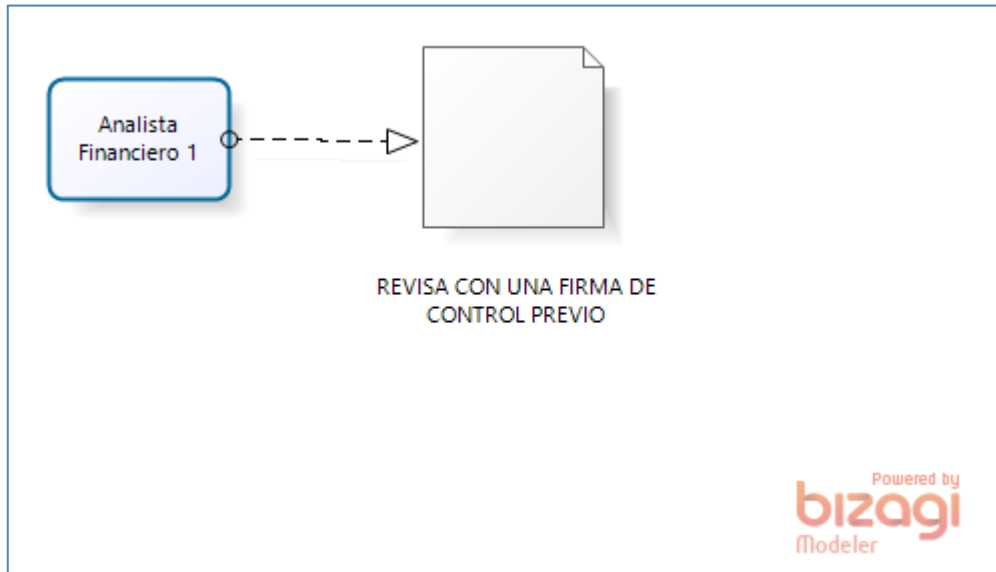 Analista
Financiero 1
REVISA CON UNA FIRMA DE
CONTROL PREVIO
Powered by
bizagi
Modeler